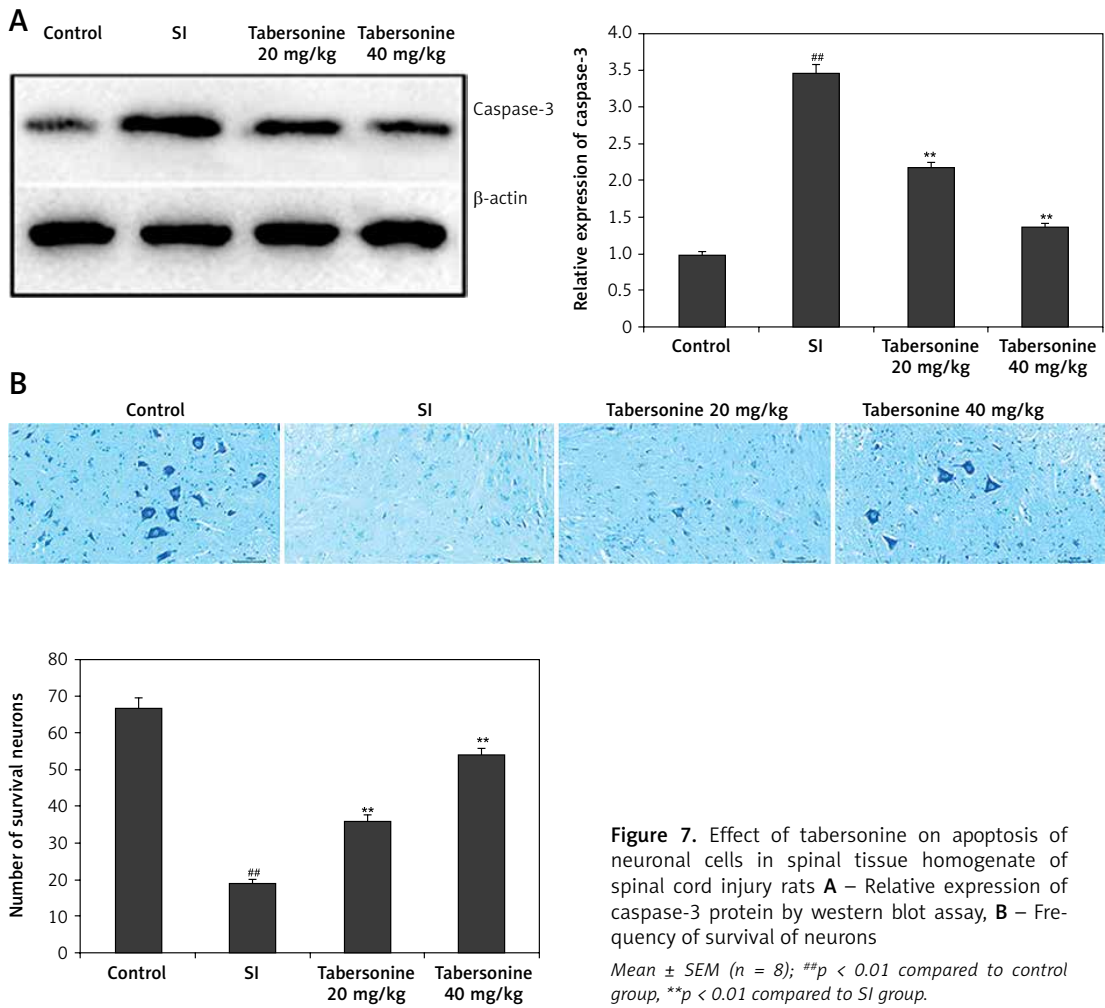 A
Control SI Tabersonine 20 mg/kg Tabersonine 40 mg/kg
Caspase-3
β-actin
Relative expression of caspase-3
4.0
3.5
3.0
2.5
2.0
1.5
1.0
0.5
0
##
**
**
Control SI Tabersonine 20 mg/kg Tabersonine 40 mg/kg
B
Control SI Tabersonine 20 mg/kg Tabersonine 40 mg/kg
Number of survival neurons
80
70
60
50
40
30
20
10
0
##
**
**
Control SI Tabersonine 20 mg/kg Tabersonine 40 mg/kg
Figure 7. Effect of tabersonine on apoptosis of
neuronal cells in spinal tissue homogenate of
spinal cord injury rats A – Relative expression of
caspase-3 protein by western blot assay, B – Fre-
quency of survival of neurons
Mean ± SEM (n = 8); ##p < 0.01 compared to control
group, **p < 0.01 compared to SI group.